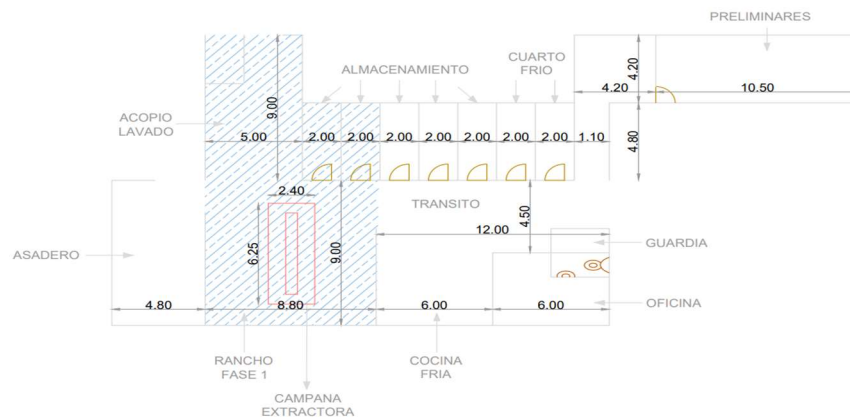 PRELIMINARES
CUARTO
FRIO
ALMACENAMIENTO
4.20
4.20
10.50
9.00
ACOPIO
LAVADO
5.00
2.00
2.00
2.00
2.00
2.00
2.00
2.00
1.10
4.80
2.40
TRANSITO
4.50
12.00
GUARDIA
6.25
9.00
ASADERO
4.80
8.80
6.00
6.00
OFICINA
RANCHO
FASE 1
COCINA
FRIA
CAMPANA
EXTRACTORA